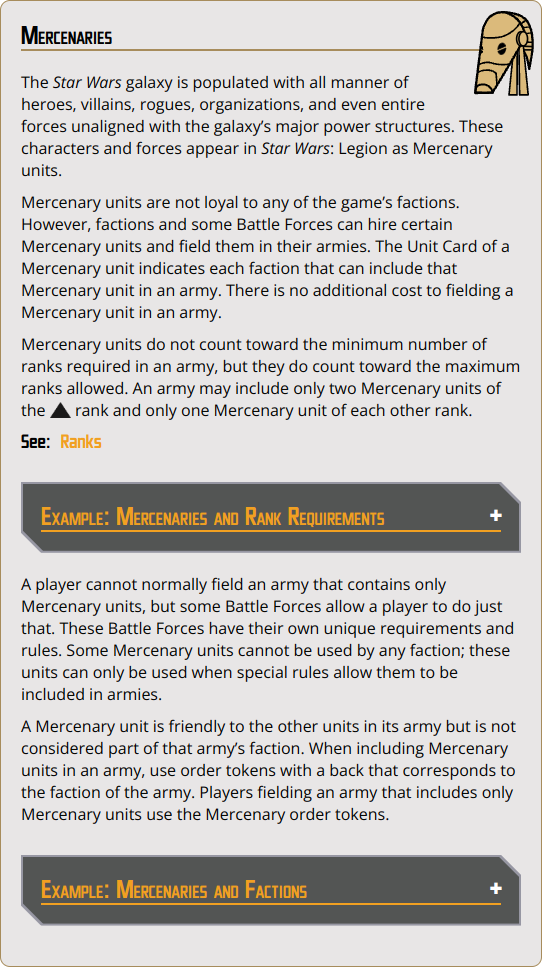 Mercenaries
The Star Wars galaxy is populated with all manner of
heroes, villains, rogues, organizations, and even entire
forces unaligned with the galaxy’s major power structures. These
characters and forces appear in Star Wars: Legion as Mercenary
units.
Mercenary units are not loyal to any of the game’s factions.
However, factions and some Battle Forces can hire certain
Mercenary units and field them in their armies. The Unit Card of a
Mercenary unit indicates each faction that can include that
Mercenary unit in an army. There is no additional cost to fielding a
Mercenary unit in an army.
Mercenary units do not count toward the minimum number of
ranks required in an army, but they do count toward the maximum
ranks allowed. An army may include only two Mercenary units of
the ▲ rank and only one Mercenary unit of each other rank.
See: Ranks
Example: Mercenaries and Rank Requirements +
A player cannot normally field an army that contains only
Mercenary units, but some Battle Forces allow a player to do just
that. These Battle Forces have their own unique requirements and
rules. Some Mercenary units cannot be used by any faction; these
units can only be used when special rules allow them to be
included in armies.
A Mercenary unit is friendly to the other units in its army but is not
considered part of that army’s faction. When including Mercenary
units in an army, use order tokens with a back that corresponds to
the faction of the army. Players fielding an army that includes only
Mercenary units use the Mercenary order tokens.
Example: Mercenaries and Factions +